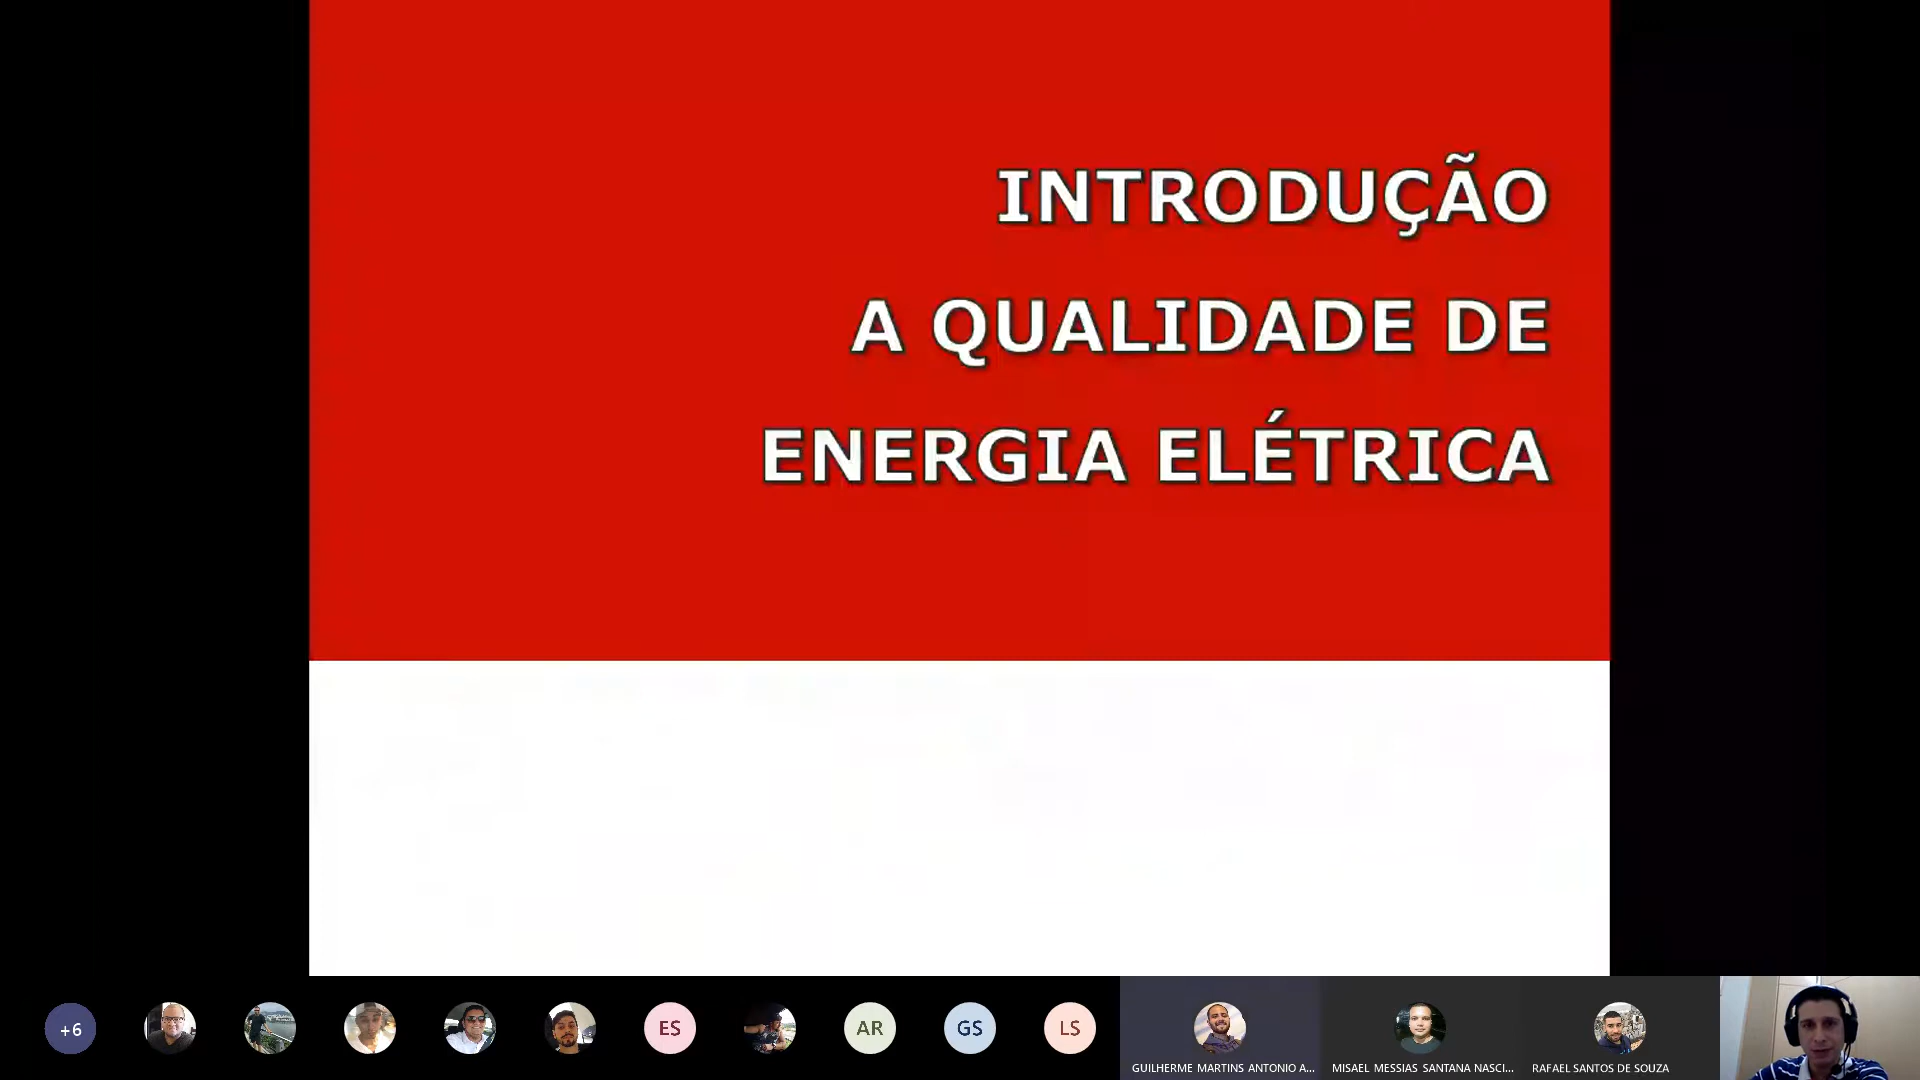 INTRODUÇÃO
A QUALIDADE DE
ENERGIA ELÉTRICA
+6
ES
AR
GS
LS
GUILHERME MARTINS ANTONIO A...
MISAEL MESSIAS SANTANA NASCI...
RAFAEL SANTOS DE SOUZA